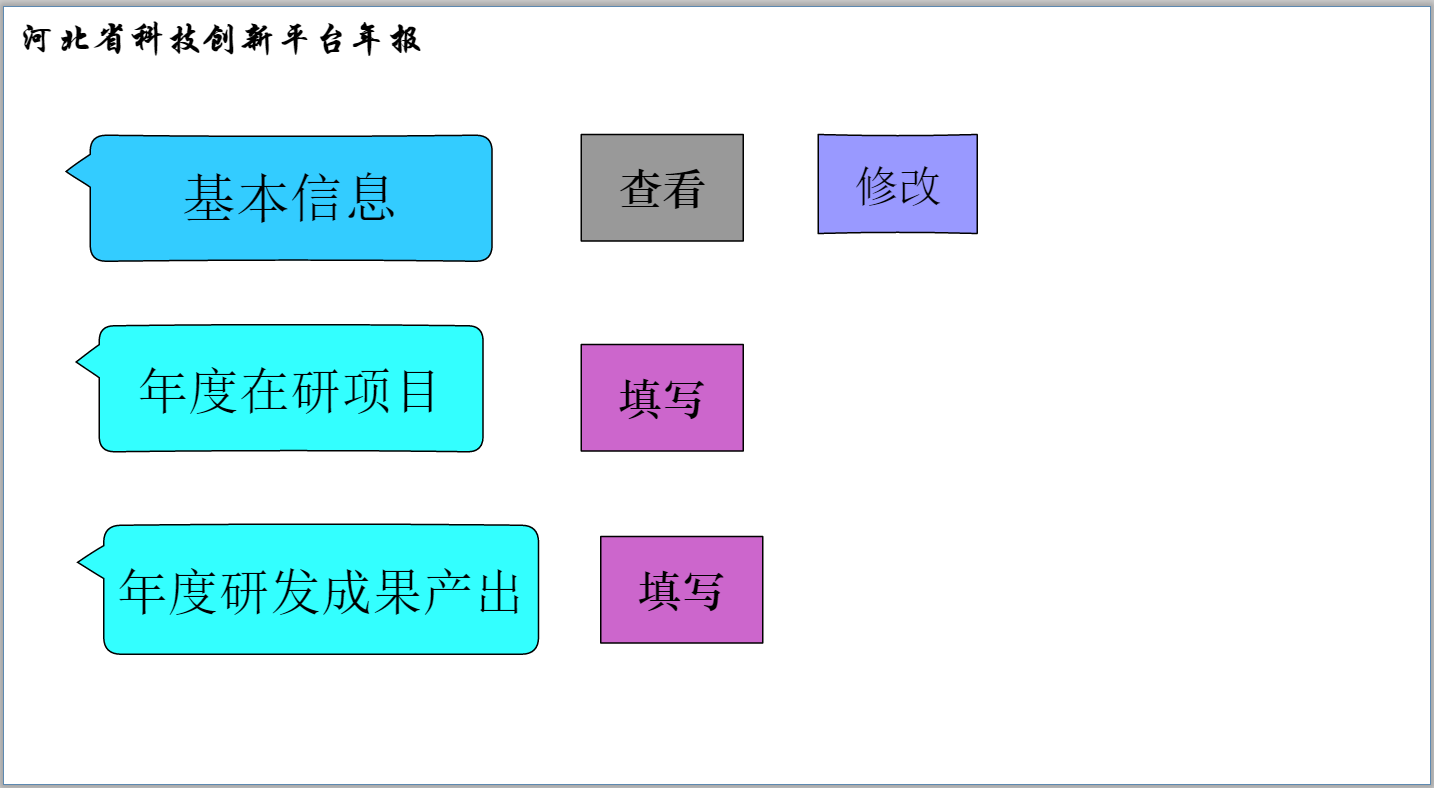 河北省科技创新平台年报
基本信息
查看
修改
年度在研项目
填写
年度研发成果产出
填写